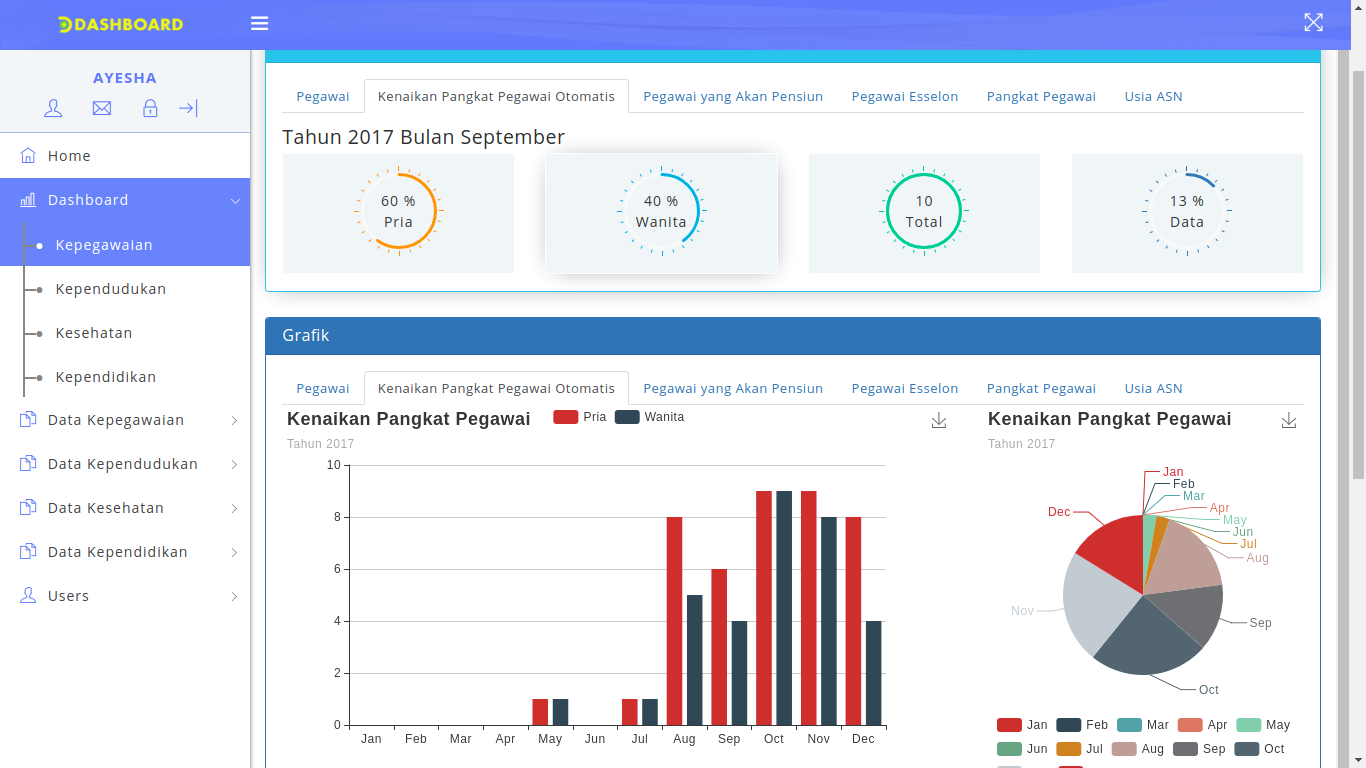 DASHBOARD
AYESHA
Home
Dashboard
Kepegawaian
Kependudukan
Kesehatan
Kependidikan
Data Kepegawaian
Data Kependudukan
Data Kesehatan
Data Kependidikan
Users
Pegawai Kenaikan Pangkat Pegawai Otomatis Pegawai yang Akan Pensiun Pegawai Esselon Pangkat Pegawai Usia ASN
Tahun 2017 Bulan September
60 %
Pria
40 %
Wanita
10
Total
13 %
Data
Grafik
Pegawai Kenaikan Pangkat Pegawai Otomatis Pegawai yang Akan Pensiun Pegawai Esselon Pangkat Pegawai Usia ASN
Kenaikan Pangkat Pegawai
Pria Wanita
Tahun 2017
10
8
6
4
2
0
Jan Feb Mar Apr May Jun Jul Aug Sep Oct Nov Dec
Kenaikan Pangkat Pegawai
Tahun 2017
Jan
Feb
Mar
Apr
May
Jun
Jul
Aug
Sep
Oct
Nov
Dec
Jan Feb Mar Apr May
Jun Jul Aug Sep Oct